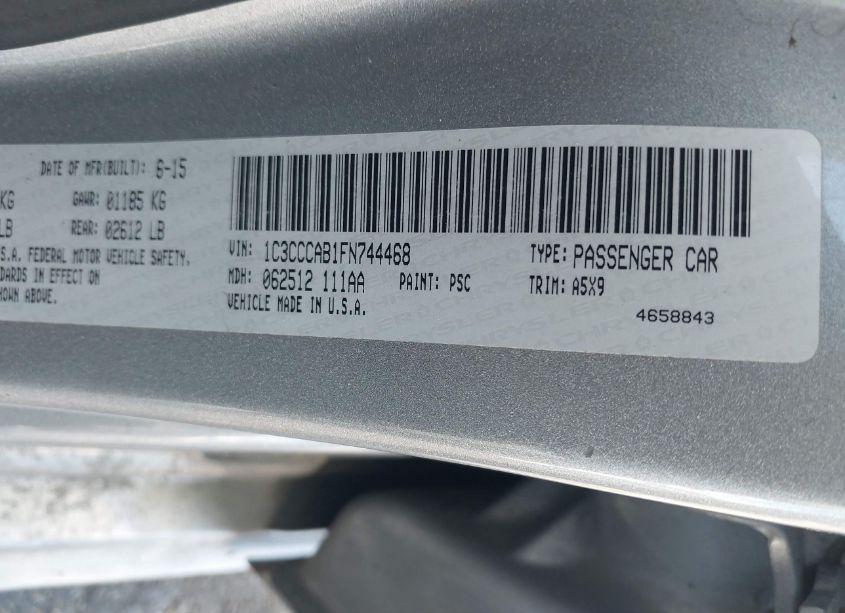 DATE OF MFR(BUILT): 6-15
KG GAWR: 01185 KG
LB REAR: 02612 LB
S.A. FEDERAL MOTOR VEHICLE SAFETY,
DARDS IN EFFECT ON
HOWN ABOVE.
VIN: 1C3CCCAB1FN744468 TYPE: PASSENGER CAR
MDH: 062512 111AA PAINT: PSC TRIM: A5X9
VEHICLE MADE IN U.S.A.
4658843